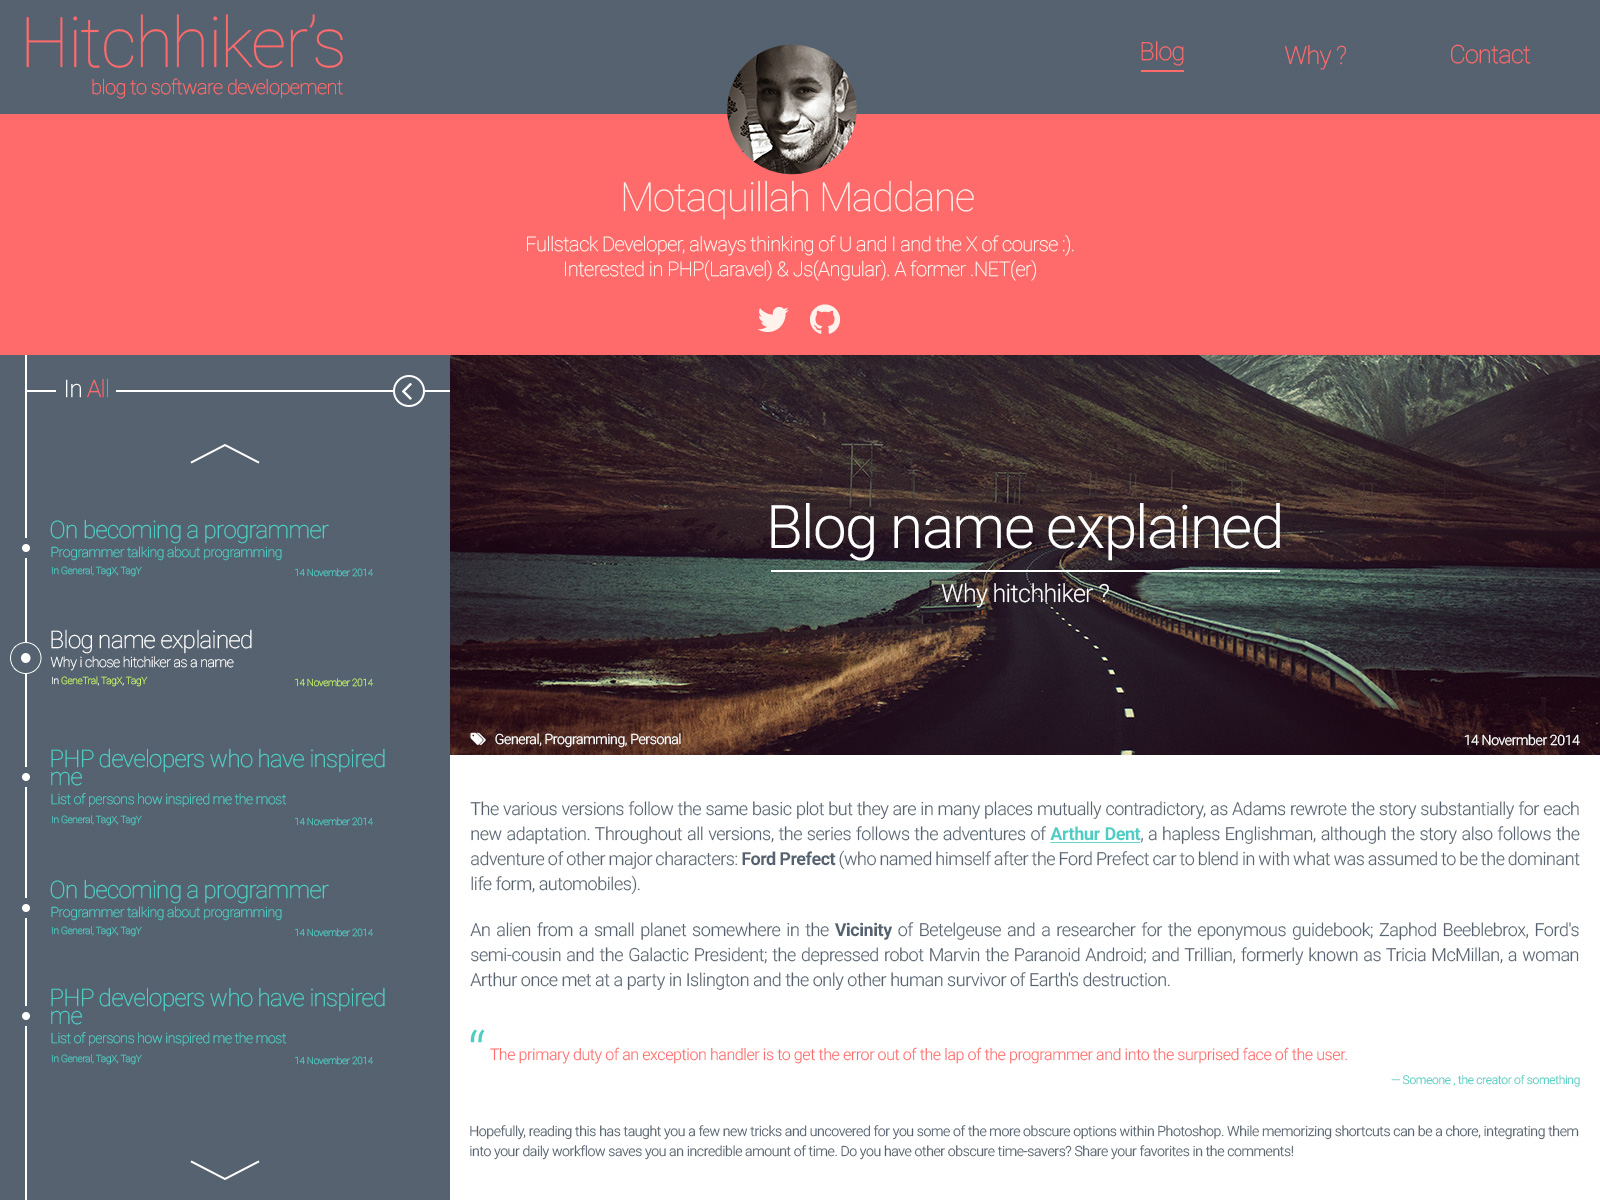 Hitchhiker's
blog to software developement
Blog
Why ?
Contact
Motaquillah Maddane
Fullstack Developer, always thinking of U and I and the X of course :).
Interested in PHP(Laravel) & Js(Angular). A former .NET(er)
In All
On becoming a programmer
Programmer talking about programming
In General, TagX, TagY
14 November 2014
Blog name explained
Why i chose hitchiker as a name
In GeneTral, TagX, TagY
14 November 2014
PHP developers who have inspired
me
List of persons how inspired me the most
In General, TagX, TagY
14 November 2014
On becoming a programmer
Programmer talking about programming
In General, TagX, TagY
14 November 2014
PHP developers who have inspired
me
List of persons how inspired me the most
In General, TagX, TagY
14 November 2014
Blog name explained
Why hitchhiker ?
General, Programming, Personal
14 Novermber 2014
The various versions follow the same basic plot but they are in many places mutually contradictory, as Adams rewrote the story substantially for each
new adaptation. Throughout all versions, the series follows the adventures of Arthur Dent, a hapless Englishman, although the story also follows the
adventure of other major characters: Ford Prefect (who named himself after the Ford Prefect car to blend in with what was assumed to be the dominant
life form, automobiles).
An alien from a small planet somewhere in the Vicinity of Betelgeuse and a researcher for the eponymous guidebook; Zaphod Beeblebrox, Ford's
semi-cousin and the Galactic President; the depressed robot Marvin the Paranoid Android; and Trillian, formerly known as Tricia McMillan, a woman
Arthur once met at a party in Islington and the only other human survivor of Earth's destruction.
“
The primary duty of an exception handler is to get the error out of the lap of the programmer and into the surprised face of the user.
— Someone , the creator of something
Hopefully, reading this has taught you a few new tricks and uncovered for you some of the more obscure options within Photoshop. While memorizing shortcuts can be a chore, integrating them
into your daily workflow saves you an incredible amount of time. Do you have other obscure time-savers? Share your favorites in the comments!